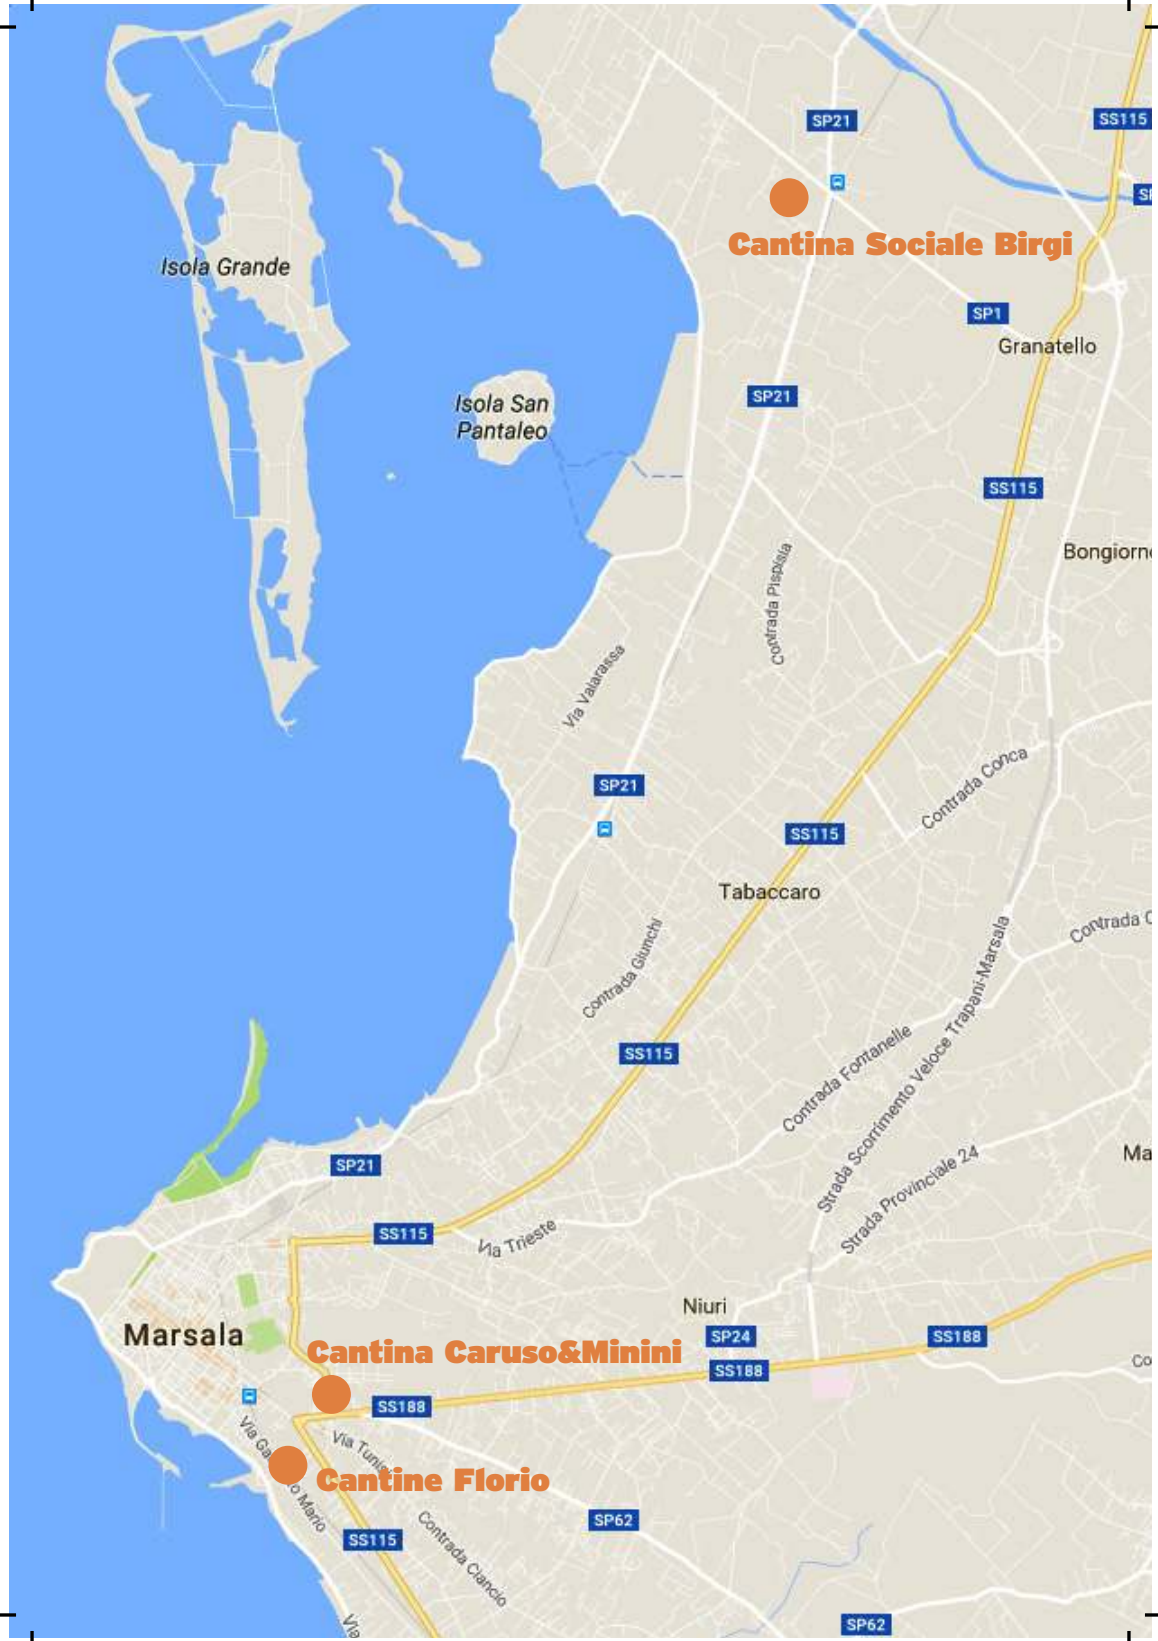 SP21
SS115
Cantina Sociale Birgi
Isola Grande
SP1
Granatello
SP21
Isola San
Pantaleo
SS115
Contrada Pispisia
Via Valarassa
SP21
Contrada Conca
SS115
Tabaccaro
Contrada Giunchi
Strada Scorrimento Veloce Trapani-Marsala
SS115
Contrada Fontanelle
Strada Provinciale 24
SP21
SS115
Via Trieste
Niuri
Marsala
SP24
SS188
Cantina Caruso&Minini
SS188
SS188
Via
Mario
Cantine Florio
SP62
SS115
Contrada Ciancio
Via
SP62